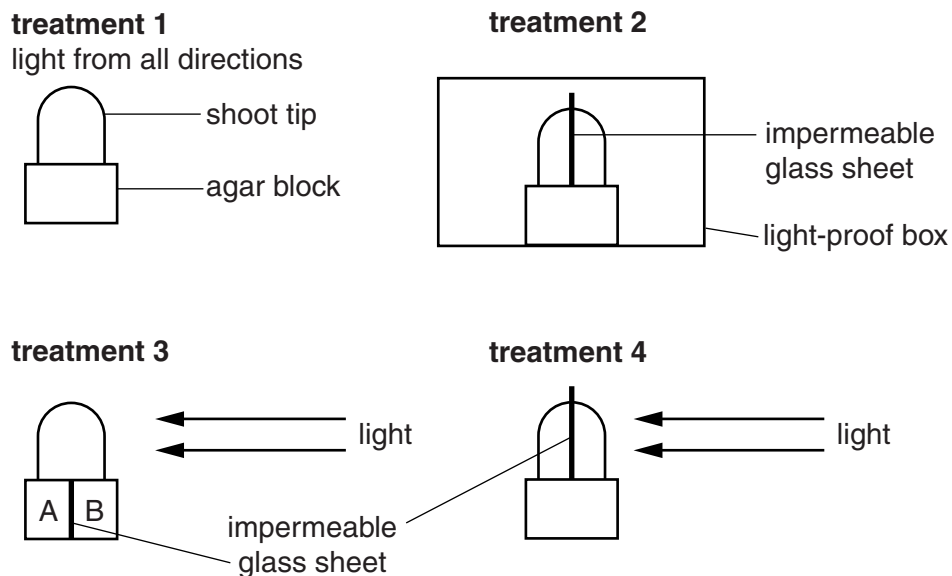 treatment 1
light from all directions
shoot tip
agar block
treatment 2
impermeable
glass sheet
light-proof box
treatment 3
light
A B
impermeable
glass sheet
treatment 4
light